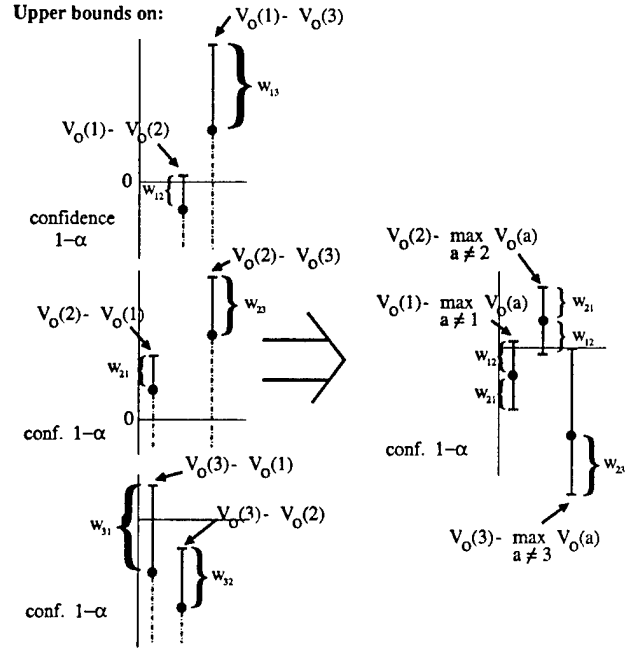 Upper bounds on:
V_O(1)- V_O(3)
w_13
V_O(1)- V_O(2)
0
w_12
confidence
1-α
V_O(2)- V_O(3)
w_23
V_O(2)- V_O(1)
w_21
0
conf. 1-α
V_O(3)- V_O(1)
w_31
V_O(3)- V_O(2)
w_32
conf. 1-α
V_O(2)- max V_O(a)
a ≠ 2
w_21
V_O(1)- max V_O(a)
a ≠ 1
w_12
w_12
w_21
conf. 1-α
w_23
V_O(3)- max V_O(a)
a ≠ 3